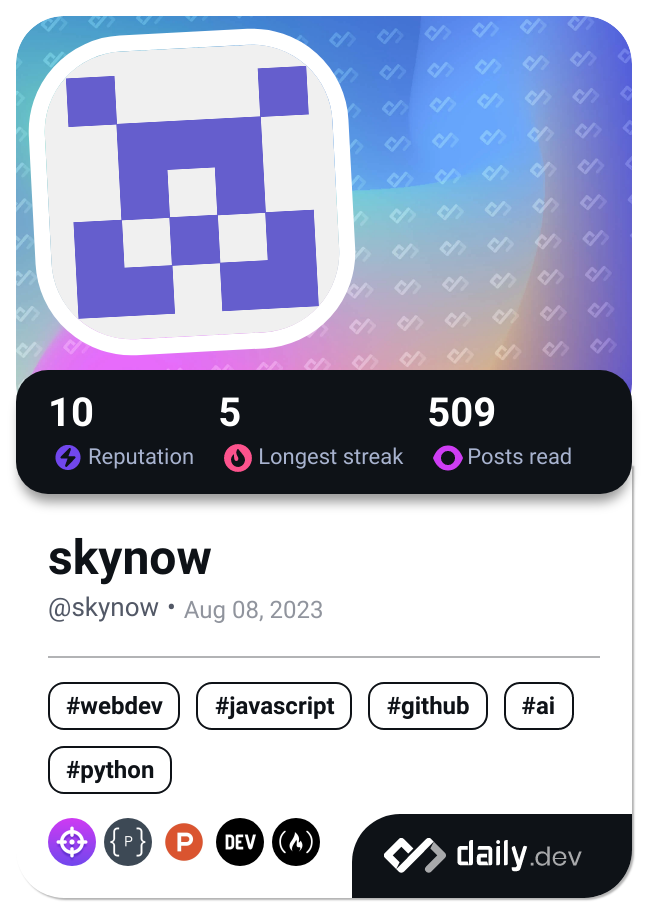 10 5 509
Reputation Longest streak Posts read
skynow
@skynow • Aug 08, 2023
#webdev #javascript #github #ai
#python
{P} P DEV
daily.dev